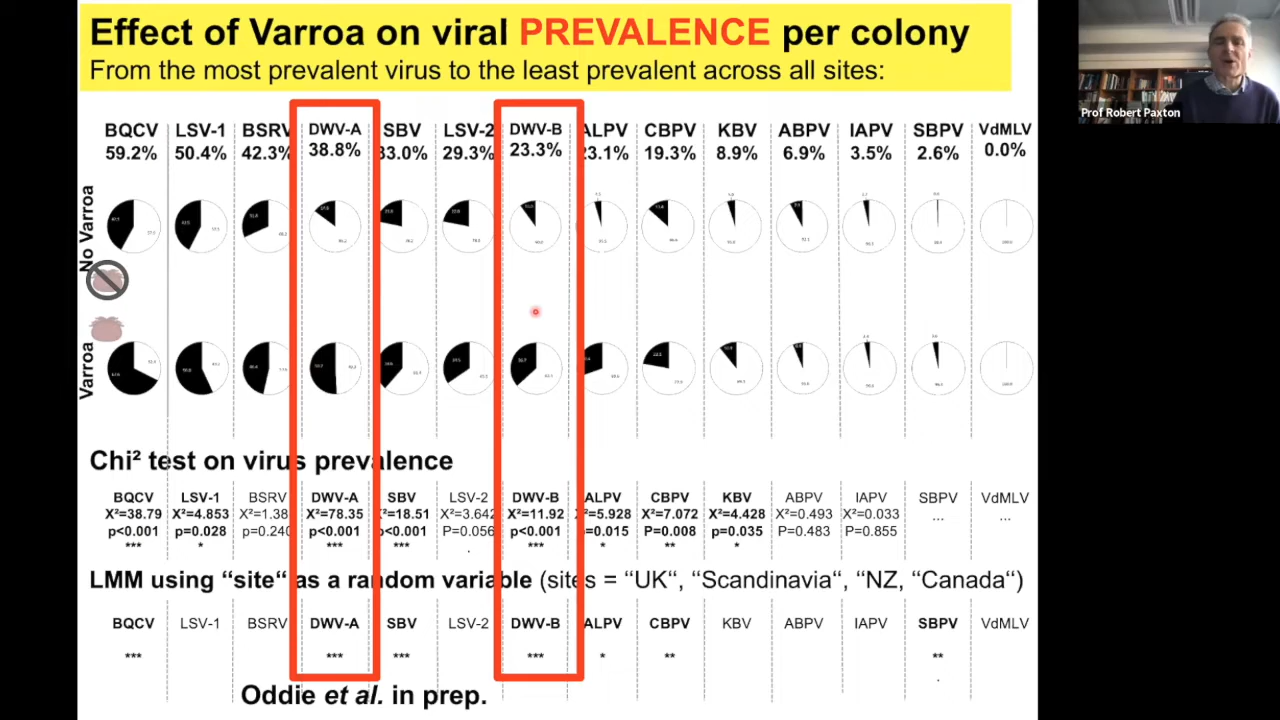 Effect of Varroa on viral PREVALENCE per colony
From the most prevalent virus to the least prevalent across all sites:
Prof Robert Paxton
BQCV LSV-1 BSRV DWV-A SBV LSV-2 DWV-B ALPV CBPV KBV ABPV IAPV SBPV VdMLV
59.2% 50.4% 42.3% 38.8% 33.0% 29.3% 23.3% 23.1% 19.3% 8.9% 6.9% 3.5% 2.6% 0.0%
No Varroa
Varroa
Chi² test on virus prevalence
BQCV LSV-1 BSRV DWV-A SBV LSV-2 DWV-B ALPV CBPV KBV ABPV IAPV SBPV VdMLV
X²=38.79 X²=4.853 X²=1.38 X²=78.35 X²=18.51 X²=3.642 X²=11.92 X²=5.928 X²=7.072 X²=4.428 X²=0.493 X²=0.033 ... ...
p<0.001 p=0.028 p=0.240 p<0.001 p<0.001 P=0.056 p<0.001 p=0.015 P=0.008 p=0.035 P=0.483 P=0.855
*** * *** *** . *** * ** *
LMM using “site“ as a random variable (sites = “UK“, “Scandinavia“, “NZ, “Canada“)
BQCV LSV-1 BSRV DWV-A SBV LSV-2 DWV-B ALPV CBPV KBV ABPV IAPV SBPV VdMLV
*** *** *** *** * ** **
.
Oddie et al. in prep.